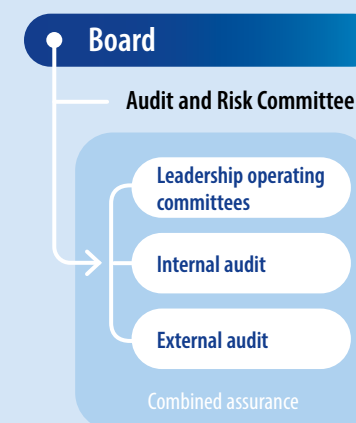 Board
Audit and Risk Committee
Leadership operating
committees
Internal audit
External audit
Combined assurance